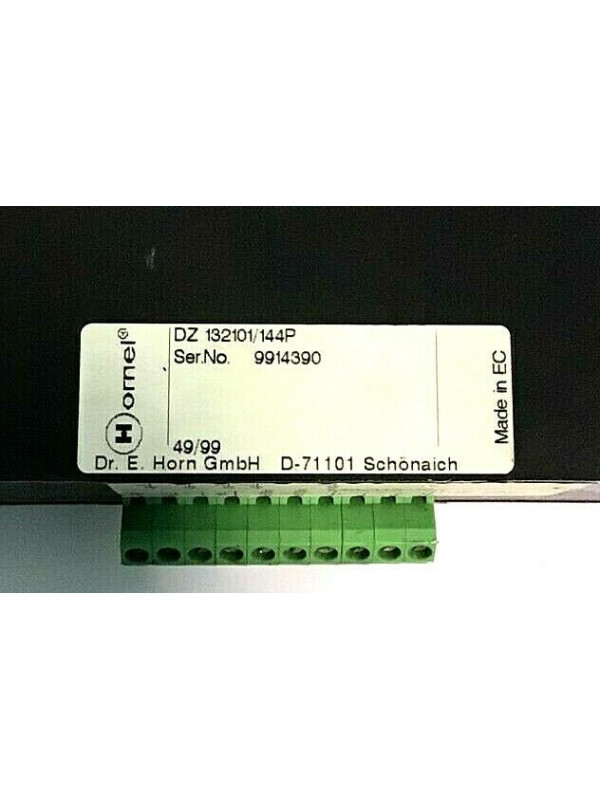 Hornel®
DZ 132101/144P
Ser.No. 9914390
49/99
Dr. E. Horn GmbH D-71101 Schönaich
Made in EC